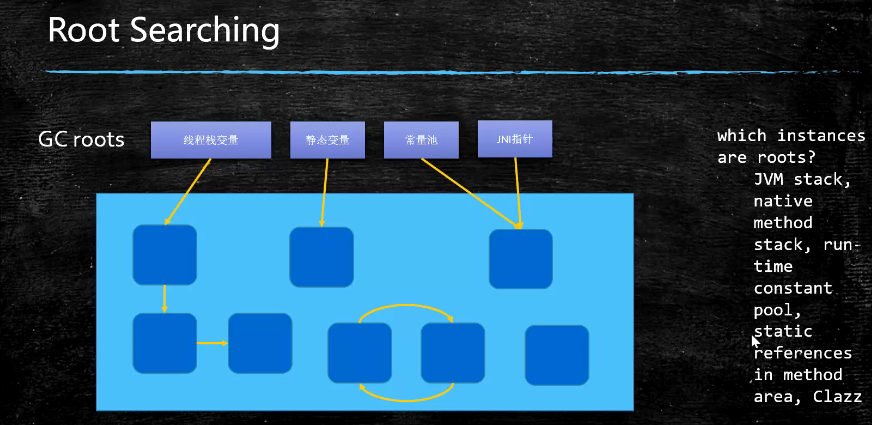 Root Searching
GC roots
线程栈变量
静态变量
常量池
JNI指针
which instances
are roots?
JVM stack,
native
method
stack, run-
time
constant
pool,
static
references
in method
area, Clazz